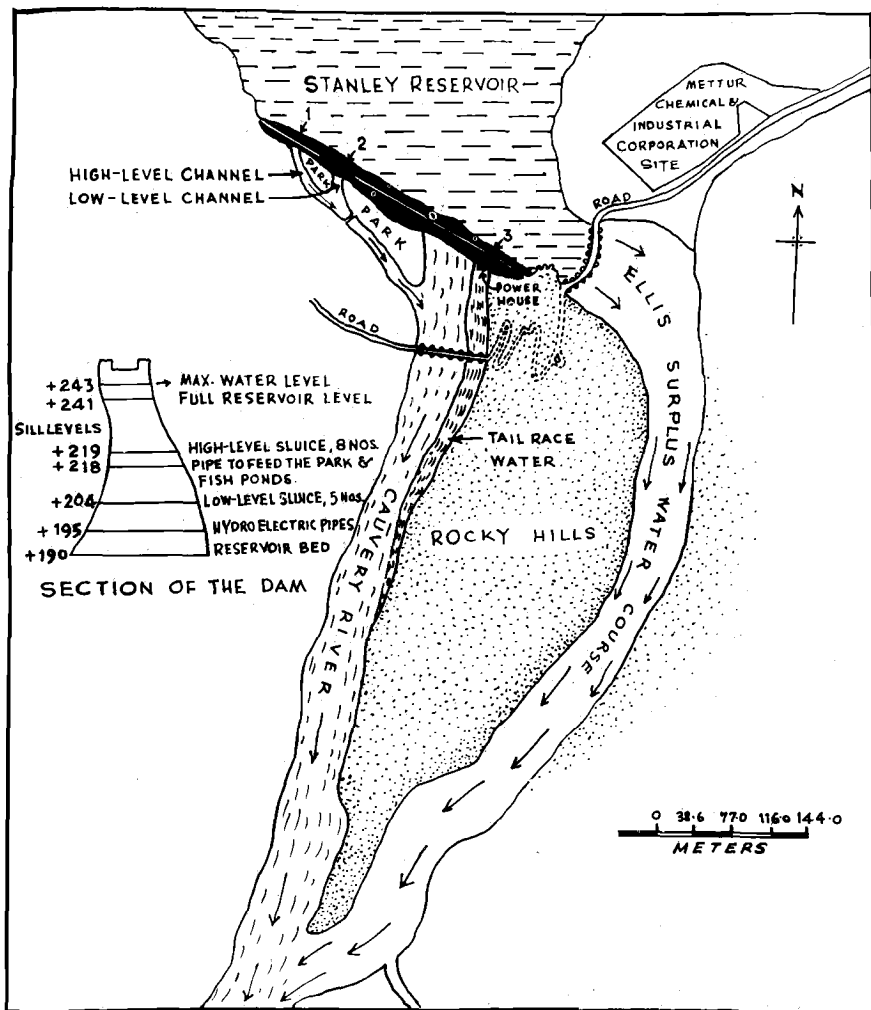 STANLEY RESERVOIR
METTUR
CHEMICAL &
INDUSTRIAL
CORPORATION
SITE
1
2
HIGH-LEVEL CHANNEL
LOW-LEVEL CHANNEL
PARK
PARK
3
ROAD
N
POWER
HOUSE
ROAD
ELLIS SURPLUS WATER COURSE
+243
MAX. WATER LEVEL
+241
FULL RESERVOIR LEVEL
SILL LEVELS
+219
HIGH-LEVEL SLUICE, 8 NOS.
+218
PIPE TO FEED THE PARK &
FISH PONDS.
+204
LOW-LEVEL SLUICE, 5 NOS.
+195
HYDRO ELECTRIC PIPES
+190
RESERVOIR BED
SECTION OF THE DAM
TAIL RACE
WATER
CAUVERY RIVER
ROCKY HILLS
0 38.6 77.0 116.0 144.0
METERS